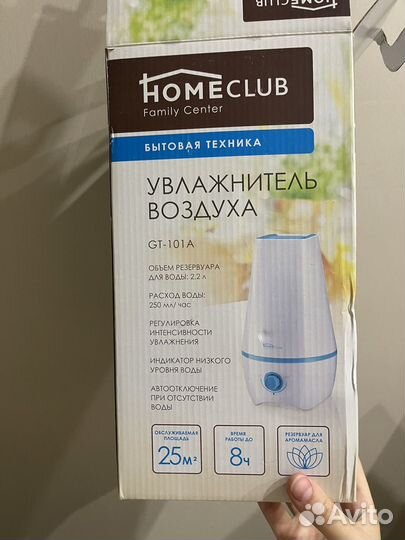 HOMECLUB
HOMECLUB
Family Center
БЫТОВАЯ ТЕХНИКА
УВЛАЖНИТЕЛЬ
ВОЗДУХА
GT-101A
ОБЪЕМ РЕЗЕРВУАРА
ДЛЯ ВОДЫ: 2,2 л
РАСХОД ВОДЫ:
250 мл/час
РЕГУЛИРОВКА
ИНТЕНСИВНОСТИ
УВЛАЖНЕНИЯ
ИНДИКАТОР НИЗКОГО
УРОВНЯ ВОДЫ
АВТООТКЛЮЧЕНИЕ
ПРИ ОТСУТСТВИИ
ВОДЫ
ОБСЛУЖИВАЕМАЯ
ПЛОЩАДЬ
25м²
ВРЕМЯ
РАБОТЫ ДО
8ч
РЕЗЕРВУАР ДЛЯ
АРОМАМАСЛА
Avito